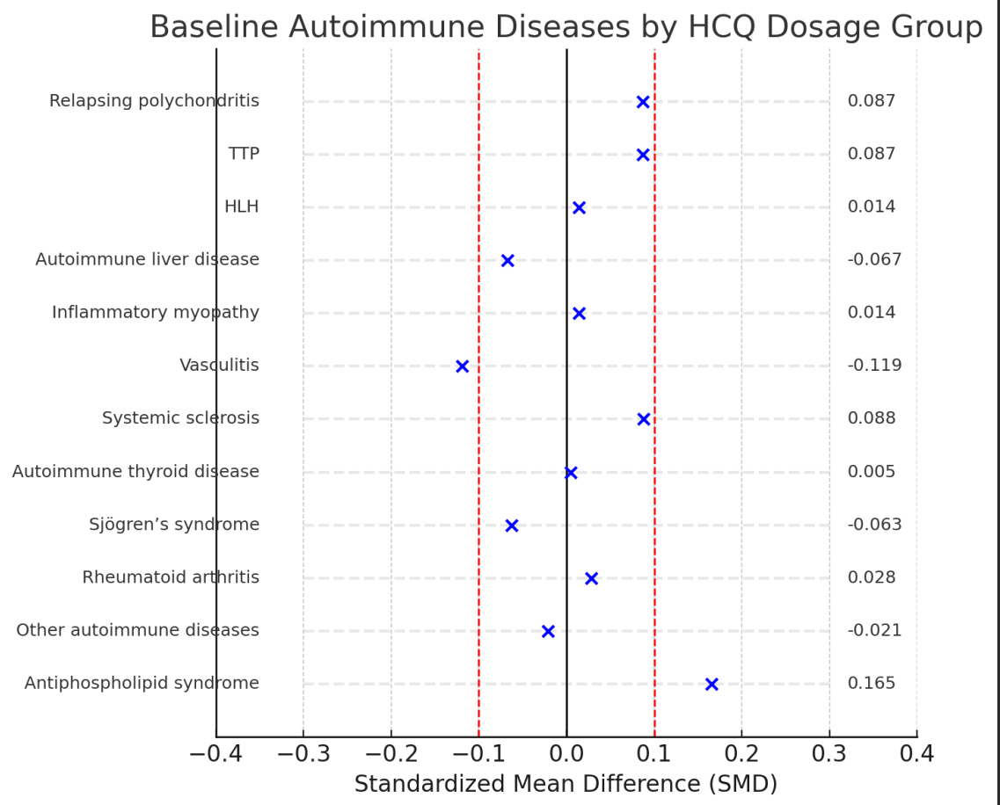 Baseline Autoimmune Diseases by HCQ Dosage Group
Relapsing polychondritis 0.087
TTP 0.087
HLH 0.014
Autoimmune liver disease -0.067
Inflammatory myopathy 0.014
Vasculitis -0.119
Systemic sclerosis 0.088
Autoimmune thyroid disease 0.005
Sjögren’s syndrome -0.063
Rheumatoid arthritis 0.028
Other autoimmune diseases -0.021
Antiphospholipid syndrome 0.165
−0.4 −0.3 −0.2 −0.1 0.0 0.1 0.2 0.3 0.4
Standardized Mean Difference (SMD)